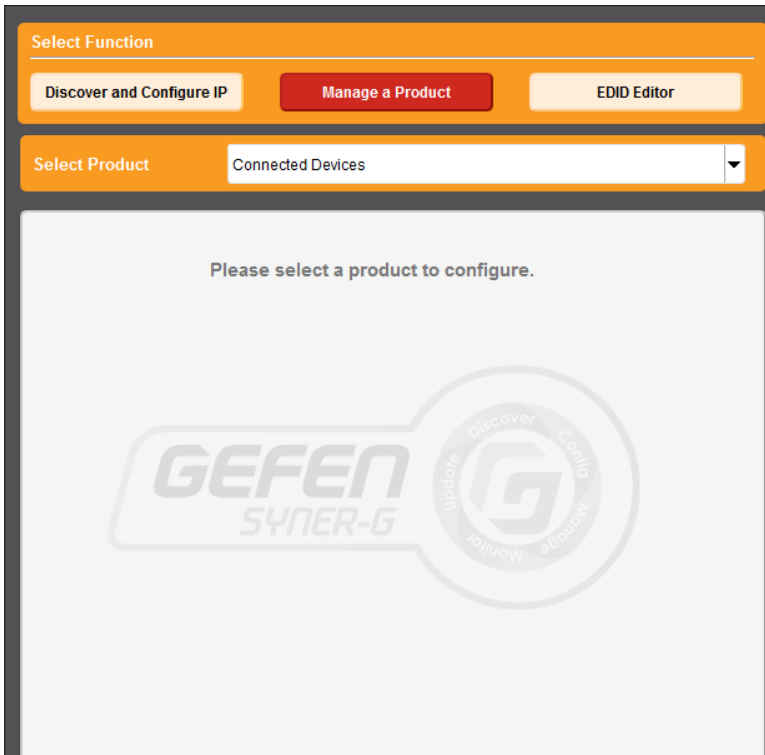 Select Function
Discover and Configure IP Manage a Product EDID Editor
Select Product Connected Devices
Please select a product to configure.
GEFEN
SYNER-G
Discover
Config
Manage
Monitor
Update